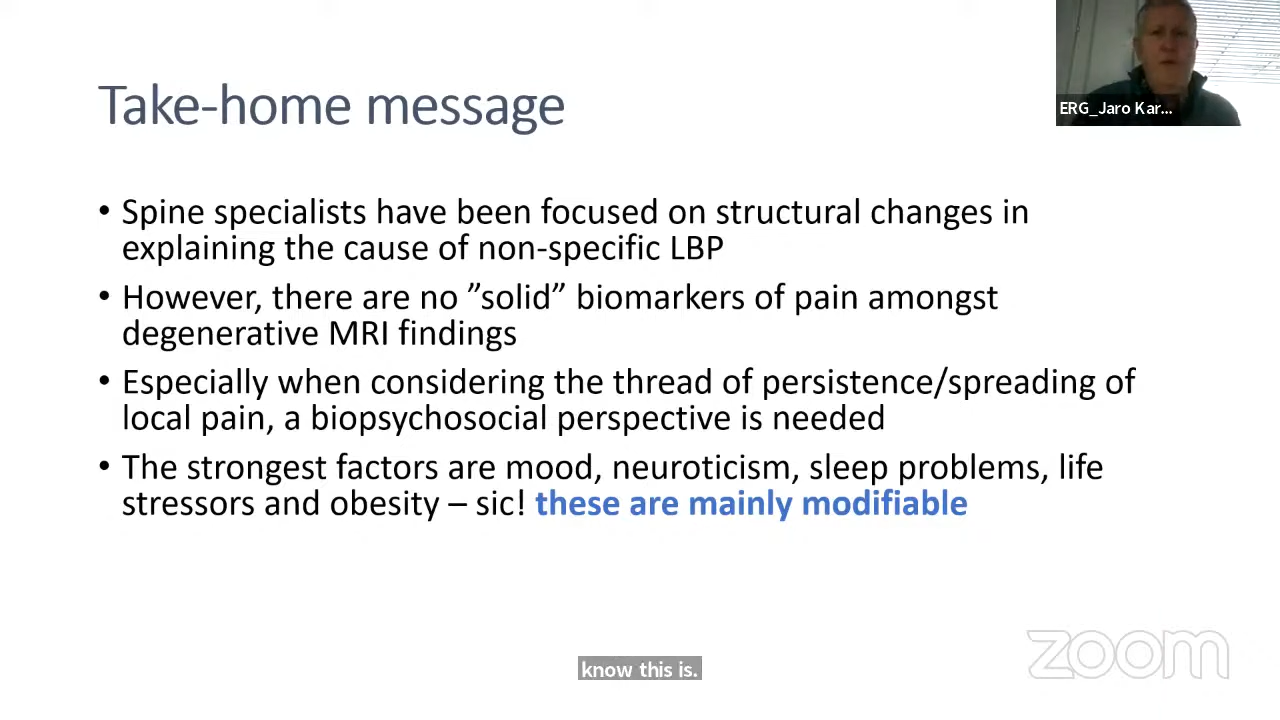 Take-home message
ERG_Jaro Kar...
• Spine specialists have been focused on structural changes in
explaining the cause of non-specific LBP
• However, there are no ”solid” biomarkers of pain amongst
degenerative MRI findings
• Especially when considering the thread of persistence/spreading of
local pain, a biopsychosocial perspective is needed
• The strongest factors are mood, neuroticism, sleep problems, life
stressors and obesity – sic! these are mainly modifiable
zoom
know this is.